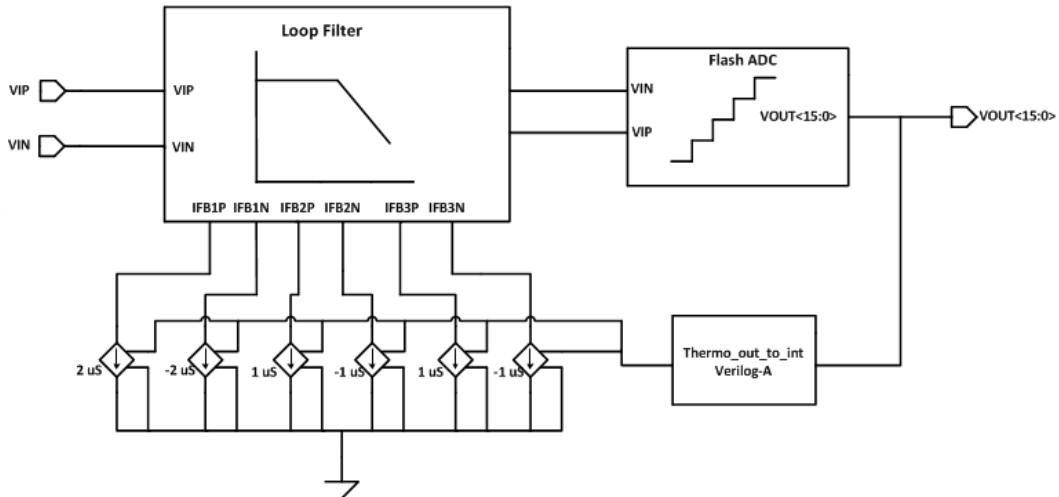 Loop Filter
Flash ADC
VIP
VIP
VIN
VOUT<15:0>
VOUT<15:0>
VIN
VIN
VIP
IFB1P IFB1N IFB2P IFB2N IFB3P IFB3N
Thermo_out_to_int
Verilog-A
2 uS
-2 uS
1 uS
-1 uS
1 uS
-1 uS